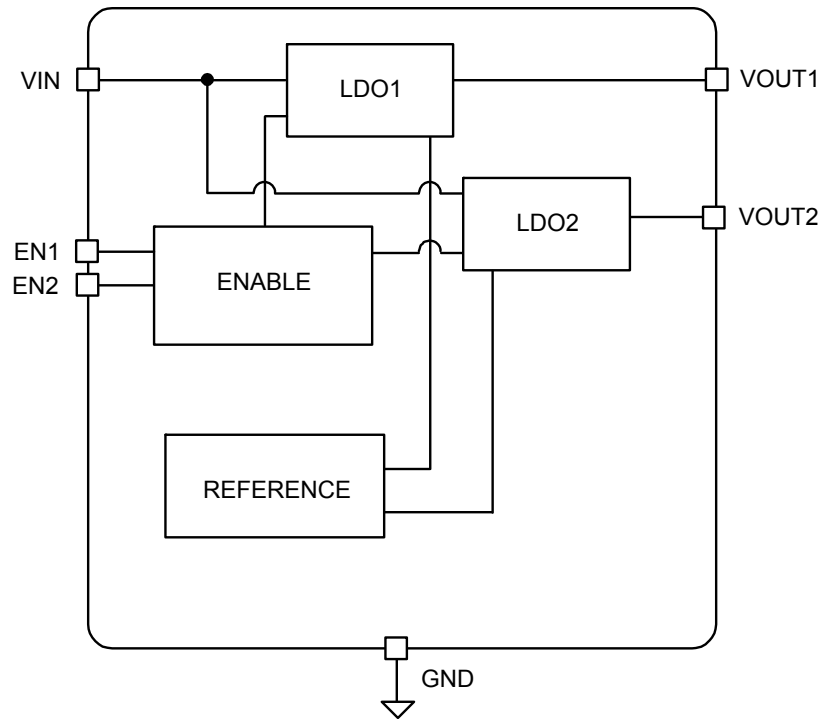 VIN
LDO1
VOUT1
LDO2
VOUT2
EN1
EN2
ENABLE
REFERENCE
GND